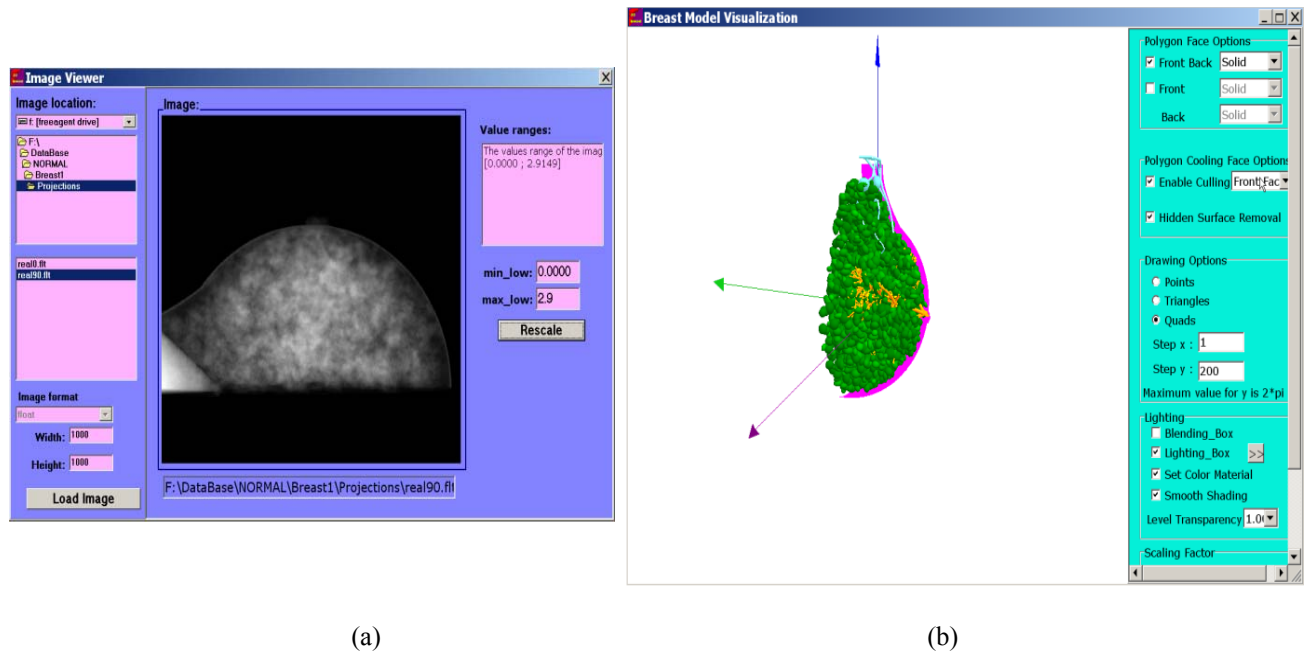 Image Viewer
Image location:
f: [freeagent drive]
F:\
DataBase
NORMAL
Breast1
Projections
real0.flt
real90.flt
Image format
float
Width: 1000
Height: 1000
Load Image
Image:
F:\DataBase\NORMAL\Breast1\Projections\real90.flt
Value ranges:
The values range of the imag
[0.0000 ; 2.9149]
min_low: 0.0000
max_low: 2.9
Rescale
(a)
Breast Model Visualization
Polygon Face Options
Front Back Solid
Front Solid
Back Solid
Polygon Cooling Face Options
Enable Culling Front Fac
Hidden Surface Removal
Drawing Options
Points
Triangles
Quads
Step x : 1
Step y : 200
Maximum value for y is 2*pi
Lighting
Blending_Box
Lighting_Box >>
Set Color Material
Smooth Shading
Level Transparency 1.0
Scaling Factor
(b)